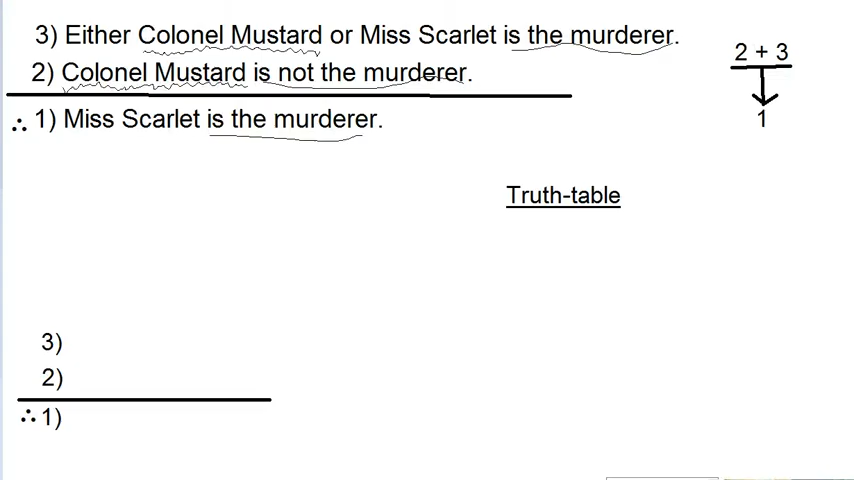 3) Either Colonel Mustard or Miss Scarlet is the murderer.
2) Colonel Mustard is not the murderer.
∴ 1) Miss Scarlet is the murderer.
2 + 3
1
Truth-table
3)
2)
∴ 1)